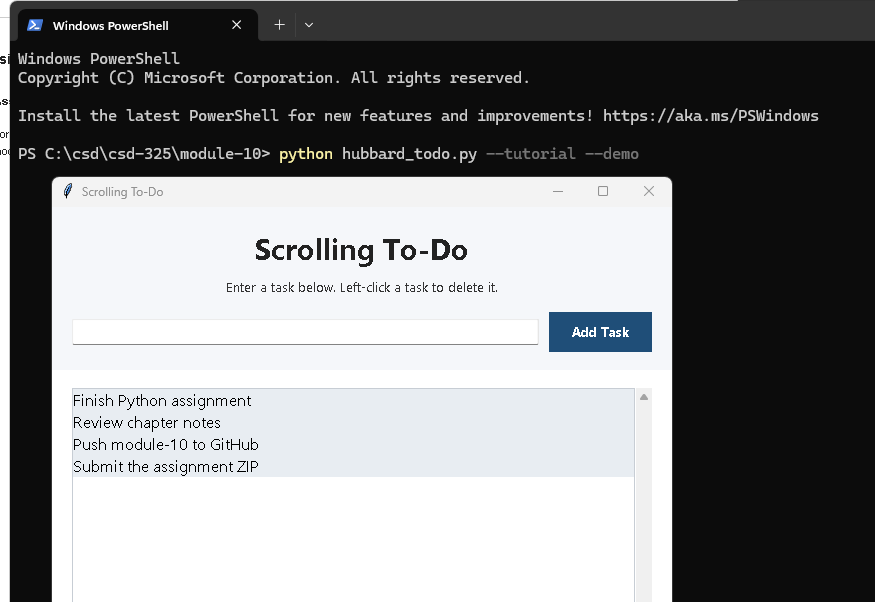 Windows PowerShell
Windows PowerShell
Copyright (C) Microsoft Corporation. All rights reserved.
Install the latest PowerShell for new features and improvements! https://aka.ms/PSWindows
PS C:\csd\csd-325\module-10> python hubbard_todo.py --tutorial --demo
Scrolling To-Do
Scrolling To-Do
Enter a task below. Left-click a task to delete it.
Add Task
Finish Python assignment
Review chapter notes
Push module-10 to GitHub
Submit the assignment ZIP